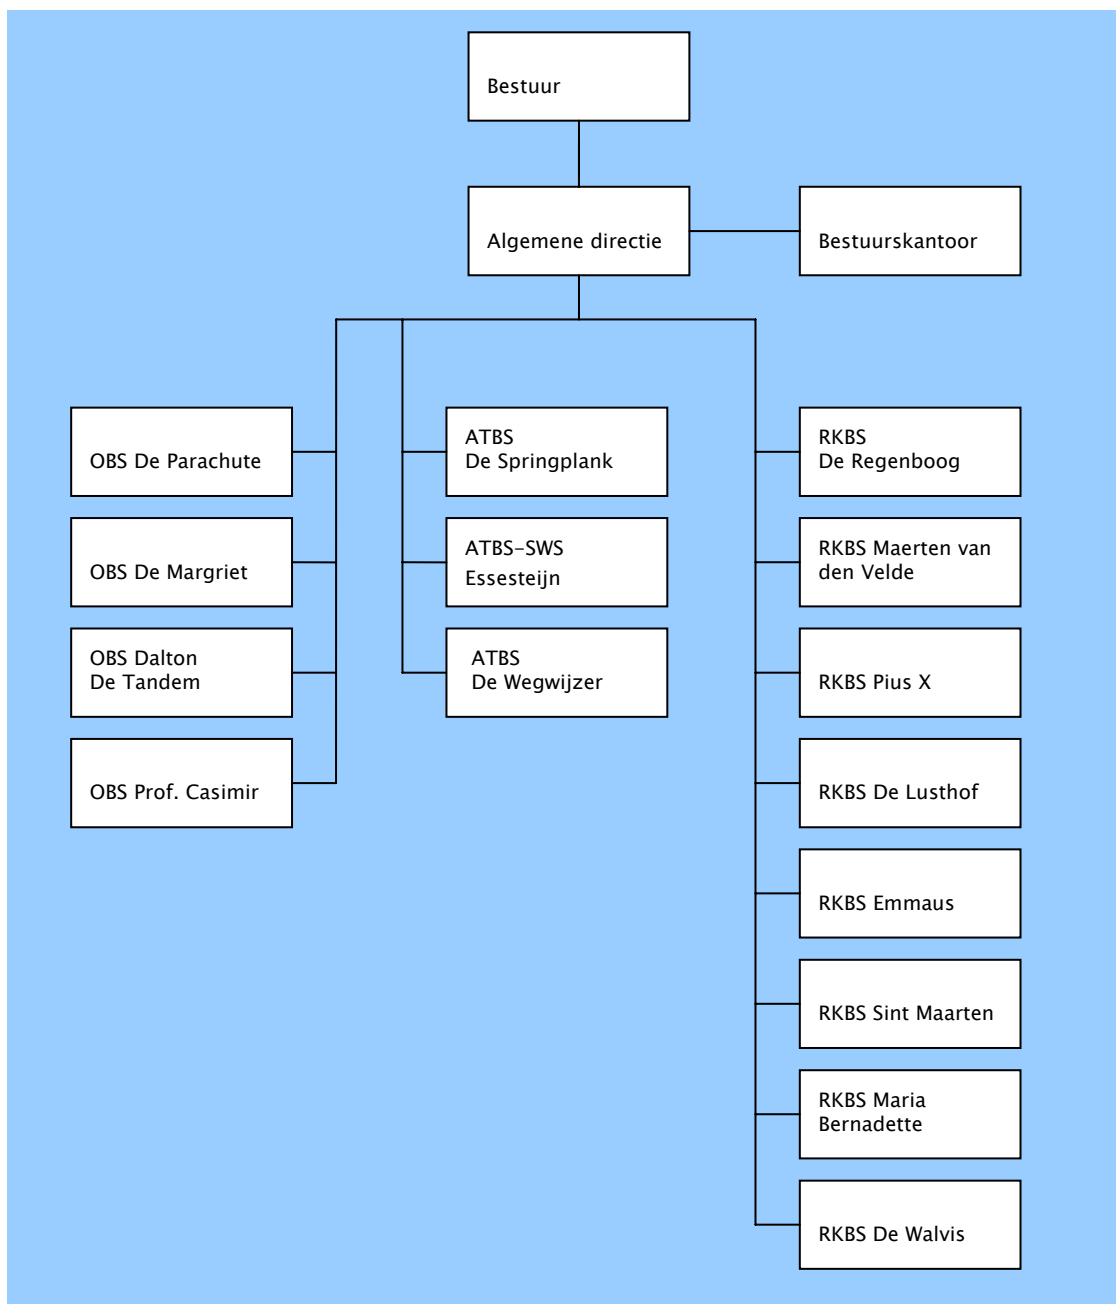 Bestuur
Algemene directie
Bestuurskantoor
OBS De Parachute
OBS De Margriet
OBS Dalton
De Tandem
OBS Prof. Casimir
ATBS
De Springplank
ATBS-SWS
Essesteijn
ATBS
De Wegwijzer
RKBS
De Regenboog
RKBS Maerten van
den Velde
RKBS Pius X
RKBS De Lusthof
RKBS Emmaus
RKBS Sint Maarten
RKBS Maria
Bernadette
RKBS De Walvis